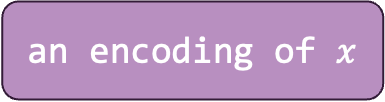 an encoding of x